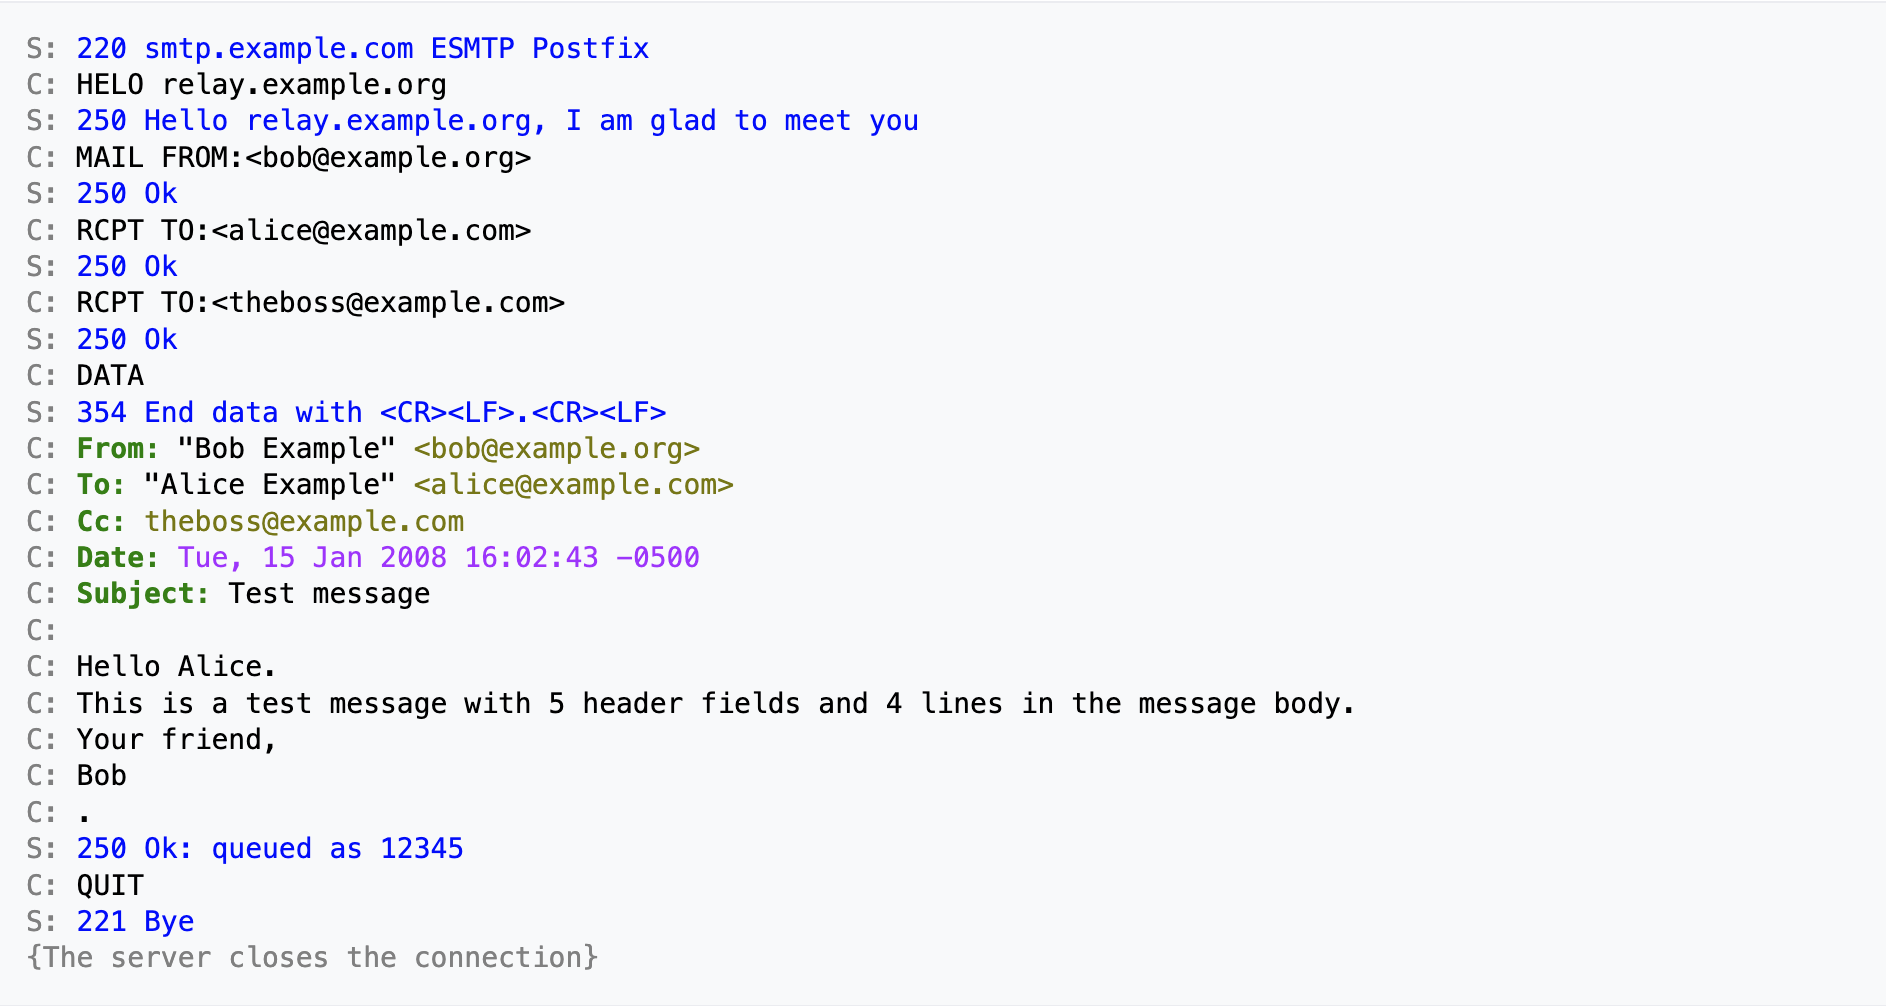 S: 220 smtp.example.com ESMTP Postfix
C: HELO relay.example.org
S: 250 Hello relay.example.org, I am glad to meet you
C: MAIL FROM:<bob@example.org>
S: 250 Ok
C: RCPT TO:<alice@example.com>
S: 250 Ok
C: RCPT TO:<theboss@example.com>
S: 250 Ok
C: DATA
S: 354 End data with <CR><LF>.<CR><LF>
C: From: "Bob Example" <bob@example.org>
C: To: "Alice Example" <alice@example.com>
C: Cc: theboss@example.com
C: Date: Tue, 15 Jan 2008 16:02:43 −0500
C: Subject: Test message
C:
C: Hello Alice.
C: This is a test message with 5 header fields and 4 lines in the message body.
C: Your friend,
C: Bob
C: .
S: 250 Ok: queued as 12345
C: QUIT
S: 221 Bye
{The server closes the connection}